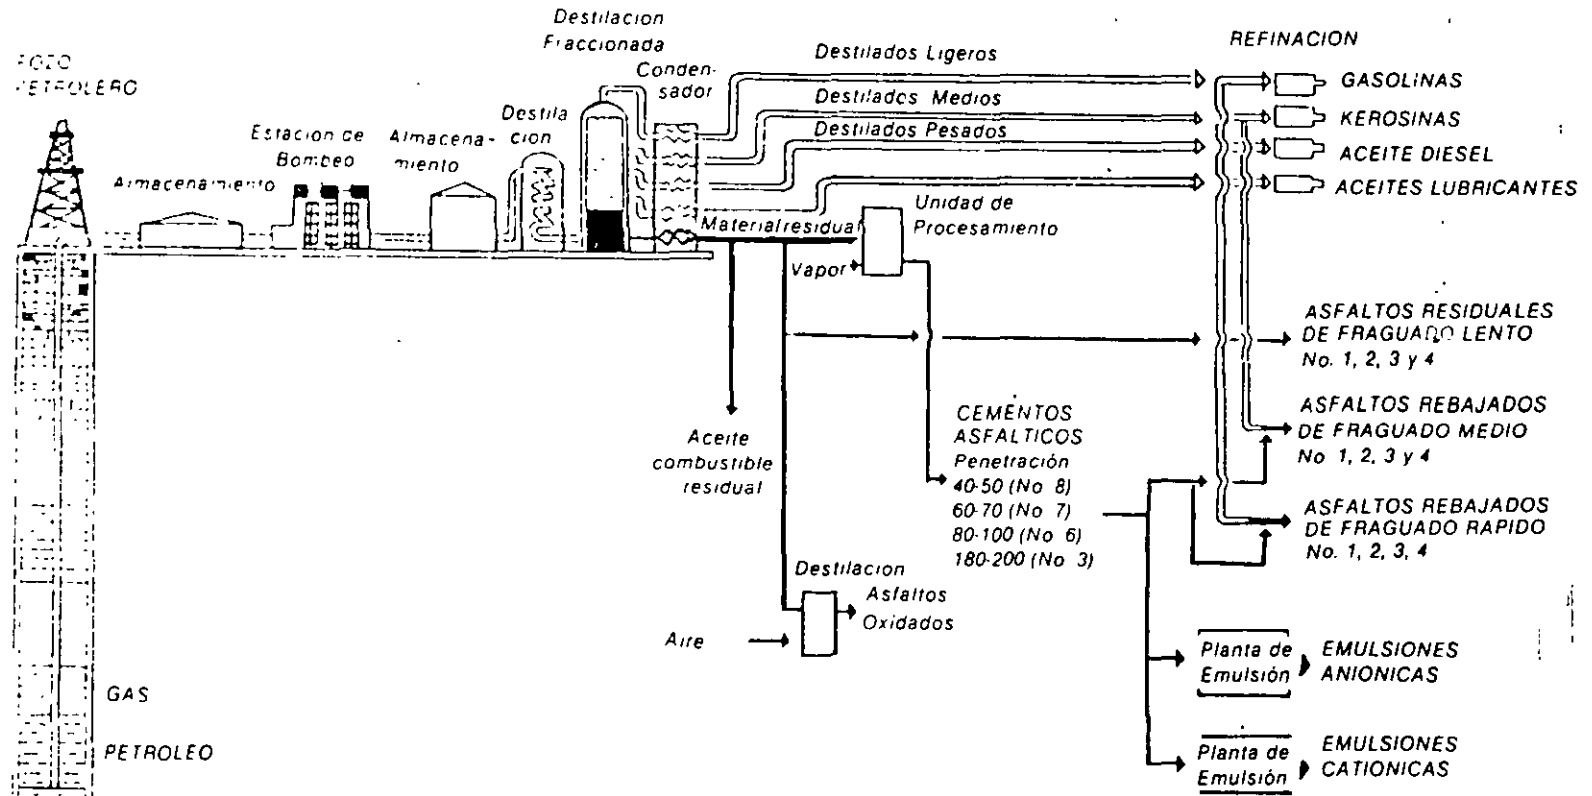 POZO
PETROLERO
Almacenamiento
Estacion de
Bombeo
Almacena-
miento
Destila
cion
Destilacion
Fraccionada
Conden-
sador
Destilados Ligeros
Destilados Medios
Destilados Pesados
REFINACION
GASOLINAS
KEROSINAS
ACEITE DIESEL
ACEITES LUBRICANTES
Material residual
Unidad de
Procesamiento
Vapor
ASFALTOS RESIDUALES
DE FRAGUADO LENTO
No. 1, 2, 3 y 4
Aceite
combustible
residual
CEMENTOS
ASFALTICOS
Penetración
40-50 (No 8)
60-70 (No 7)
80-100 (No 6)
180-200 (No 3)
ASFALTOS REBAJADOS
DE FRAGUADO MEDIO
No 1, 2, 3 y 4
ASFALTOS REBAJADOS
DE FRAGUADO RAPIDO
No. 1, 2, 3, 4
Destilacion
Asfaltos
Oxidados
Aire
Planta de
Emulsión
EMULSIONES
ANIONICAS
Planta de
Emulsión
EMULSIONES
CATIONICAS
GAS
PETROLEO